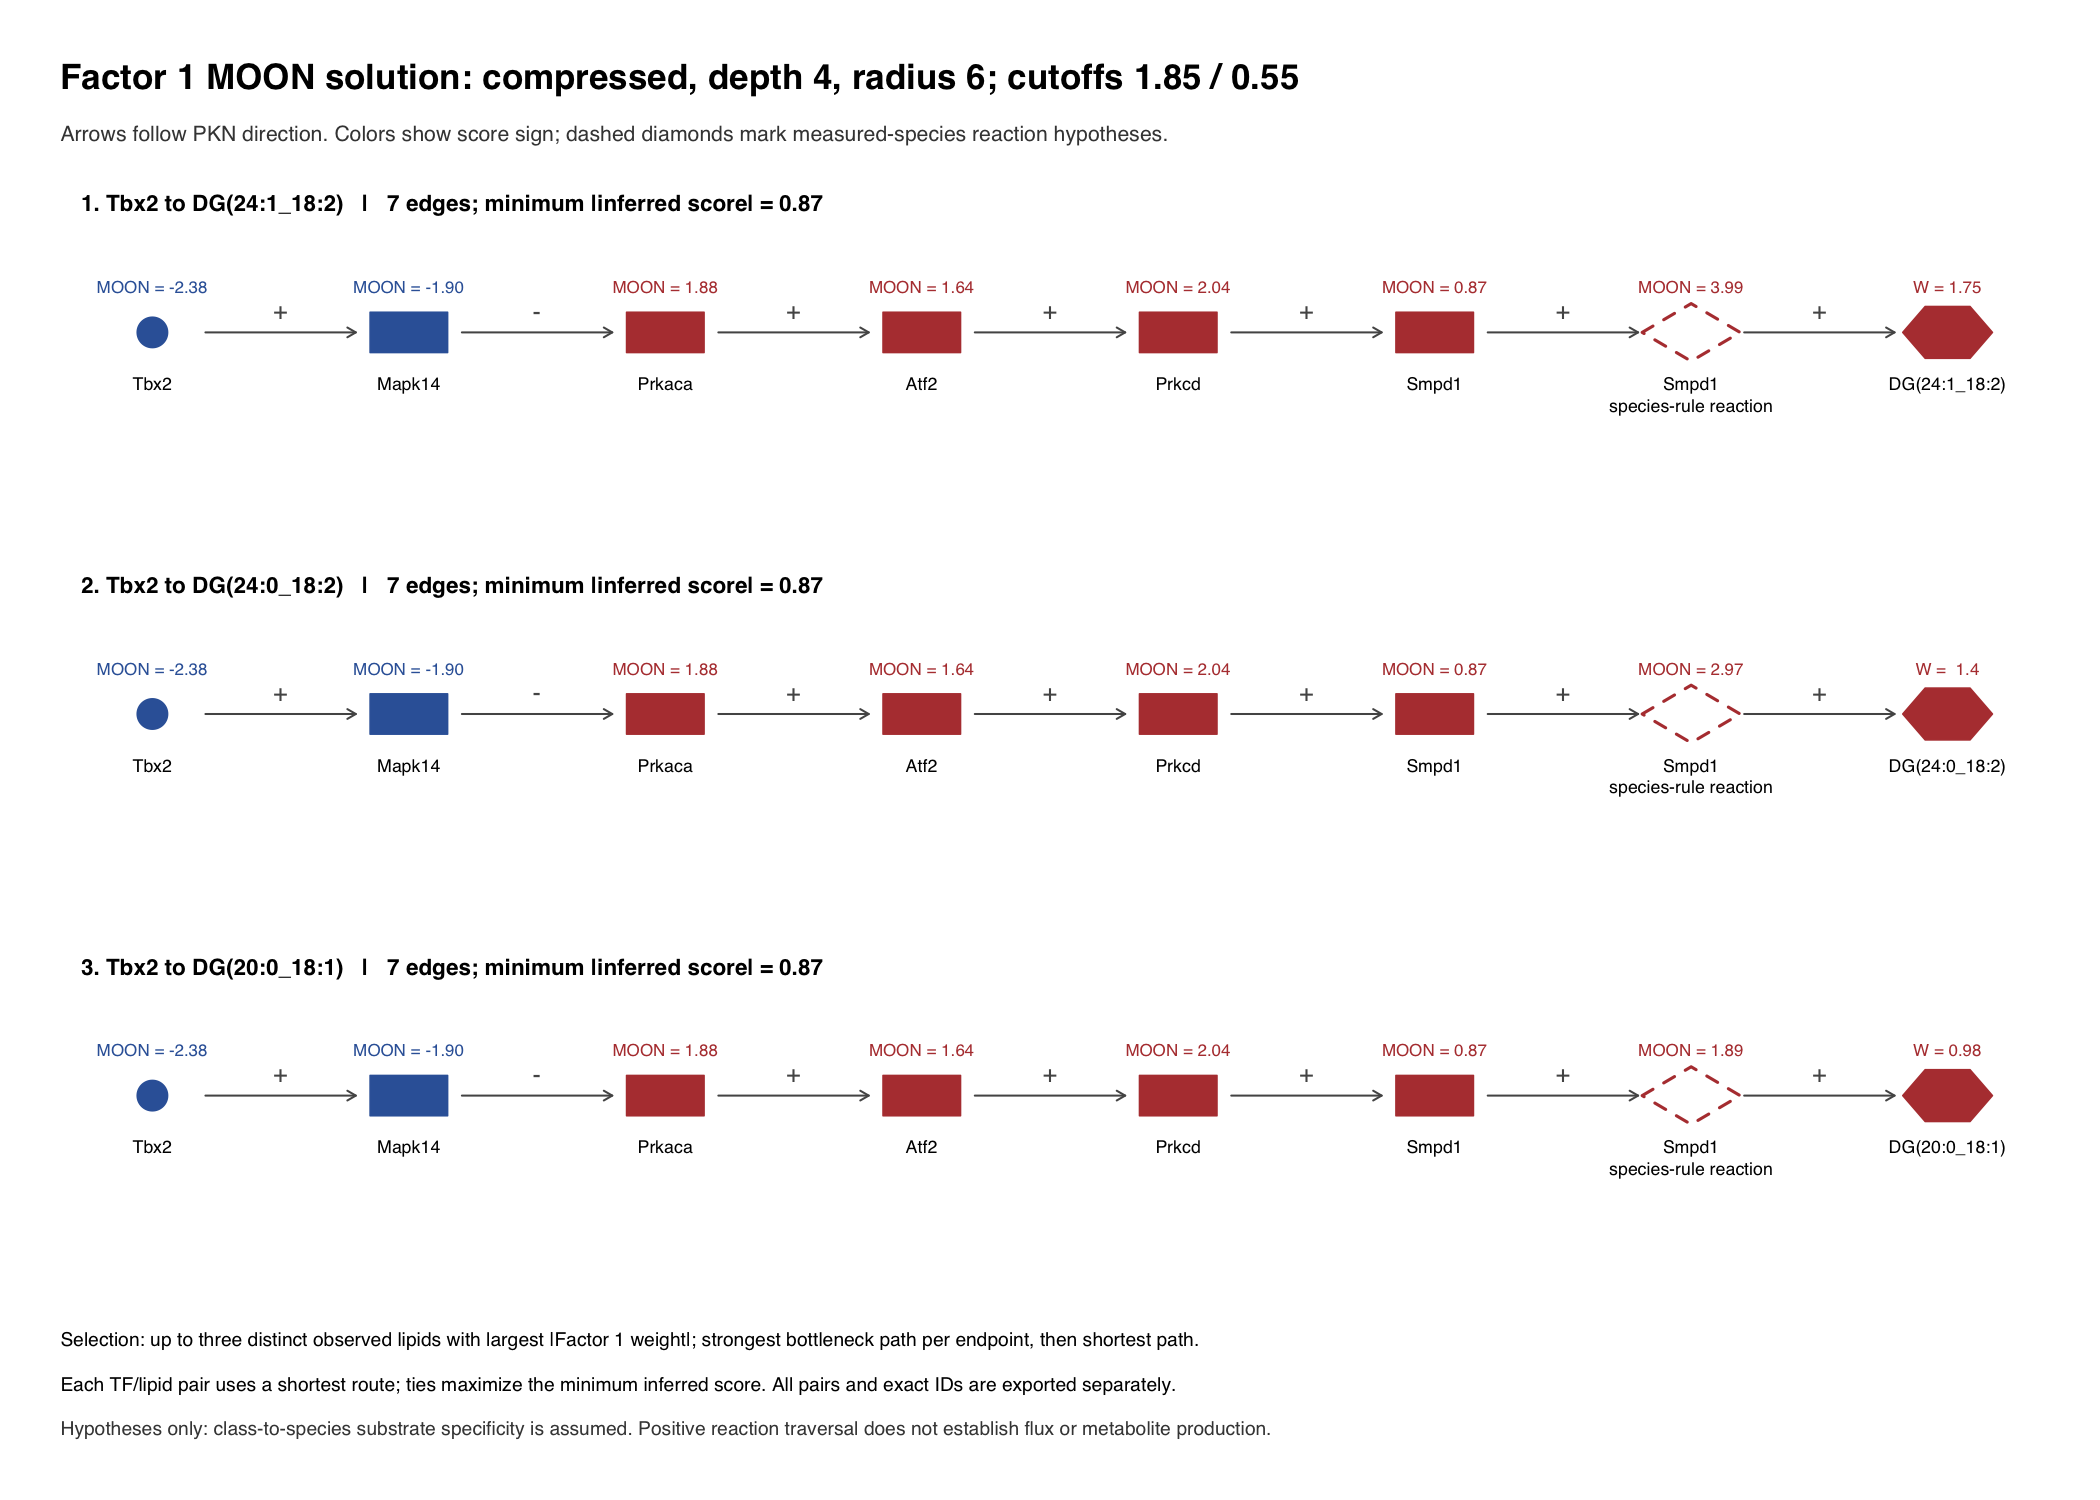 Factor 1 MOON solution: compressed, depth 4, radius 6; cutoffs 1.85 / 0.55
Arrows follow PKN direction. Colors show score sign; dashed diamonds mark measured-species reaction hypotheses.
1. Tbx2 to DG(24:1_18:2) | 7 edges; minimum |inferred score| = 0.87
MOON = -2.38 MOON = -1.90 MOON = 1.88 MOON = 1.64 MOON = 2.04 MOON = 0.87 MOON = 3.99 W = 1.75
+ - + + + + +
Tbx2 Mapk14 Prkaca Atf2 Prkcd Smpd1 Smpd1 DG(24:1_18:2)
species-rule reaction
2. Tbx2 to DG(24:0_18:2) | 7 edges; minimum |inferred score| = 0.87
MOON = -2.38 MOON = -1.90 MOON = 1.88 MOON = 1.64 MOON = 2.04 MOON = 0.87 MOON = 2.97 W = 1.4
+ - + + + + +
Tbx2 Mapk14 Prkaca Atf2 Prkcd Smpd1 Smpd1 DG(24:0_18:2)
species-rule reaction
3. Tbx2 to DG(20:0_18:1) | 7 edges; minimum |inferred score| = 0.87
MOON = -2.38 MOON = -1.90 MOON = 1.88 MOON = 1.64 MOON = 2.04 MOON = 0.87 MOON = 1.89 W = 0.98
+ - + + + + +
Tbx2 Mapk14 Prkaca Atf2 Prkcd Smpd1 Smpd1 DG(20:0_18:1)
species-rule reaction
Selection: up to three distinct observed lipids with largest |Factor 1 weight|; strongest bottleneck path per endpoint, then shortest path.
Each TF/lipid pair uses a shortest route; ties maximize the minimum inferred score. All pairs and exact IDs are exported separately.
Hypotheses only: class-to-species substrate specificity is assumed. Positive reaction traversal does not establish flux or metabolite production.